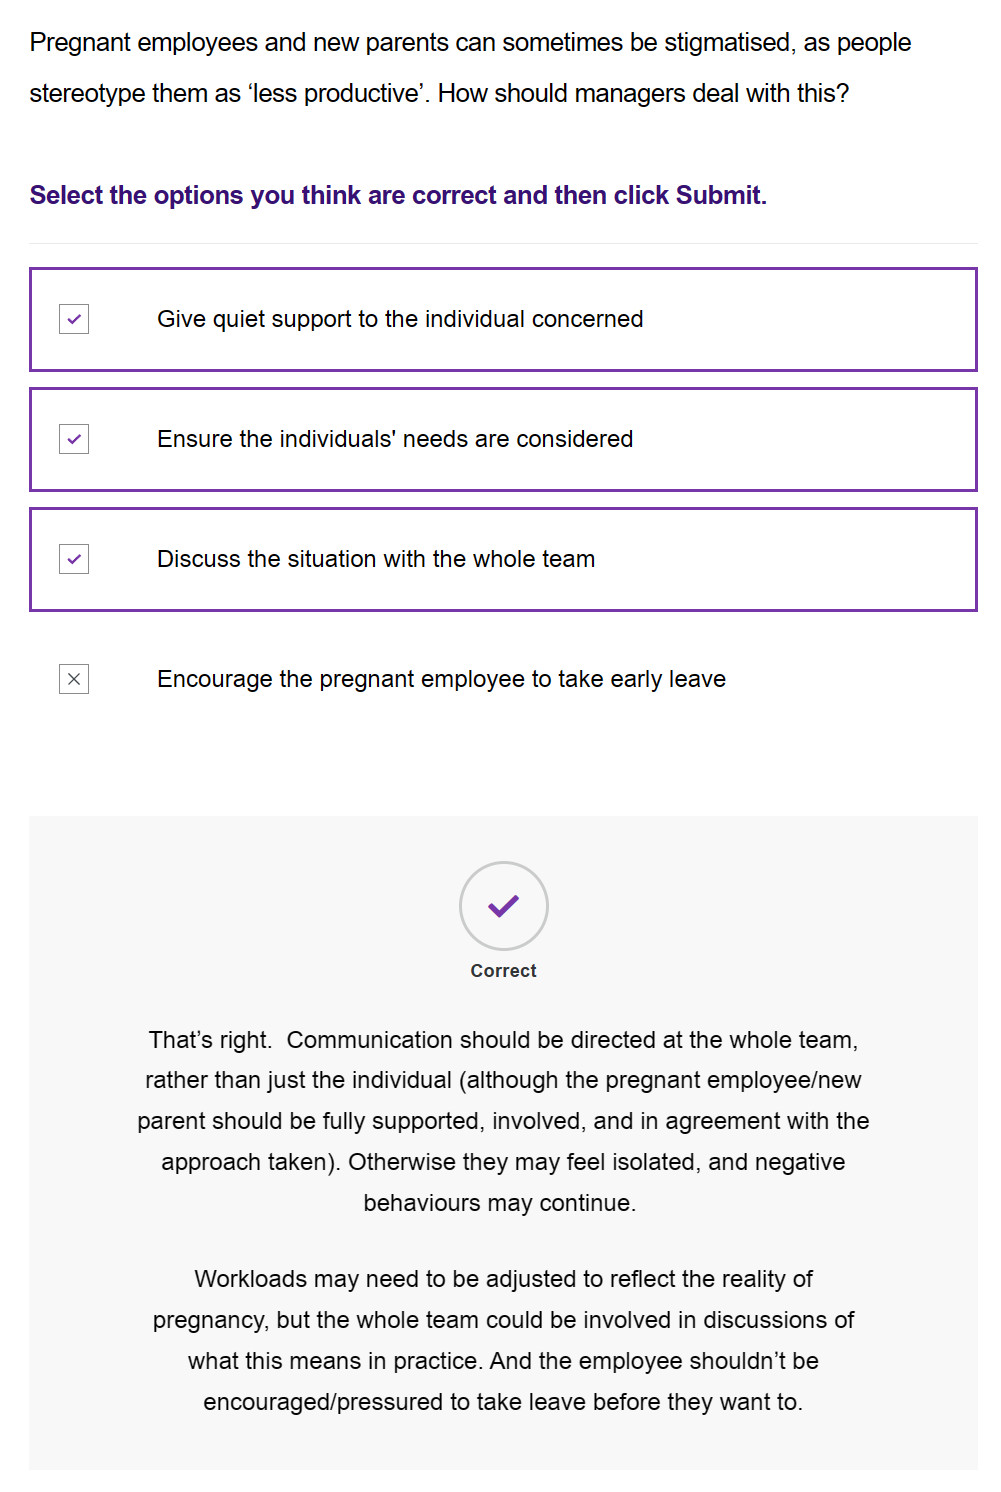 Pregnant employees and new parents can sometimes be stigmatised, as people
stereotype them as ‘less productive’. How should managers deal with this?
Select the options you think are correct and then click Submit.
Give quiet support to the individual concerned
Ensure the individuals' needs are considered
Discuss the situation with the whole team
Encourage the pregnant employee to take early leave
Correct
That’s right.  Communication should be directed at the whole team,
rather than just the individual (although the pregnant employee/new
parent should be fully supported, involved, and in agreement with the
approach taken). Otherwise they may feel isolated, and negative
behaviours may continue.
Workloads may need to be adjusted to reflect the reality of
pregnancy, but the whole team could be involved in discussions of
what this means in practice. And the employee shouldn’t be
encouraged/pressured to take leave before they want to.